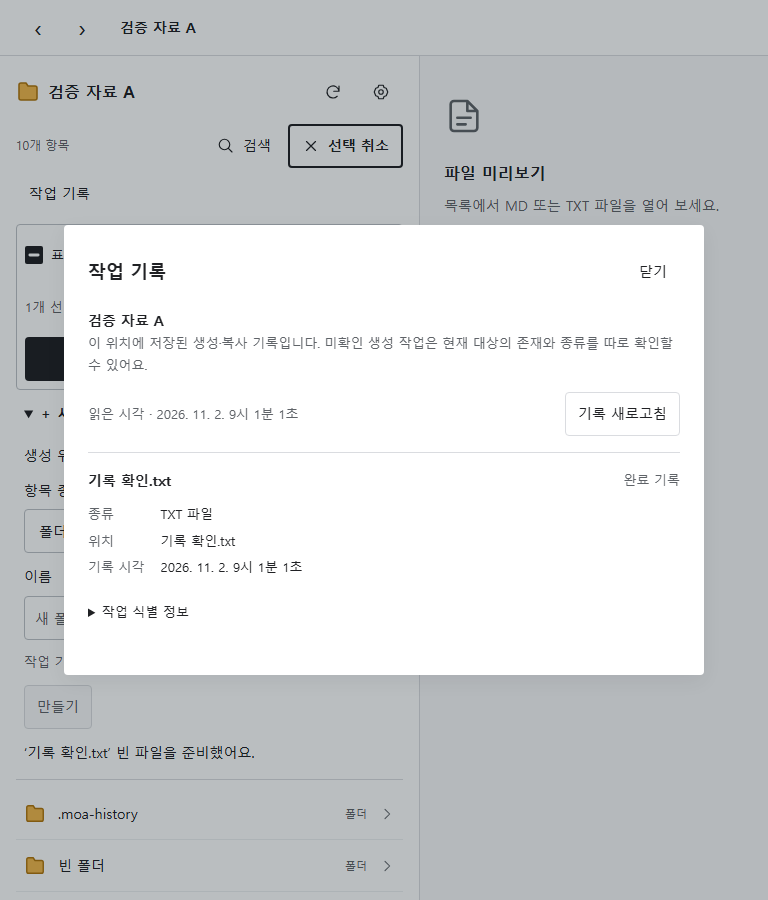 검증 자료 A
검증 자료 A
10개 항목
검색
선택 취소
작업 기록
파일 미리보기
목록에서 MD 또는 TXT 파일을 열어 보세요.
1개
작업 기록
닫기
검증 자료 A
이 위치에 저장된 생성·복사 기록입니다. 미확인 생성 작업은 현재 대상의 존재와 종류를 따로 확인할
수 있어요.
읽은 시각 · 2026. 11. 2. 9시 1분 1초
기록 새로고침
기록 확인.txt
완료 기록
종류 TXT 파일
위치 기록 확인.txt
기록 시각 2026. 11. 2. 9시 1분 1초
▶ 작업 식별 정보
▼ +
생성
항목
폴더
이름
새
작업
만들기
‘기록 확인.txt’ 빈 파일을 준비했어요.
.moa-history 폴더
빈 폴더 폴더